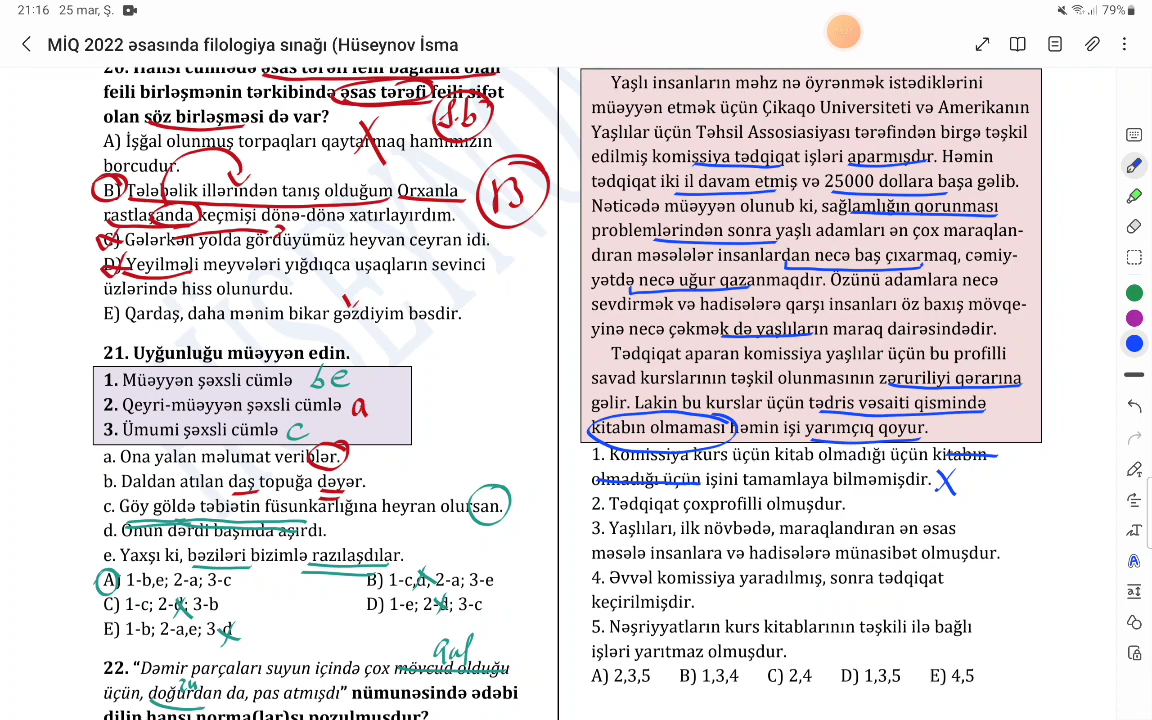 21:16 25 mar, Ş. 79%
MİQ 2022 əsasında filologiya sınağı (Hüseynov İsma
20. Hansı cümlədə əsas tərəfi feili bağlama olan
feili birləşmənin tərkibində əsas tərəfi feili sifət
olan söz birləşməsi də var?
S.b
A) İşğal olunmuş torpaqları qaytarmaq hamımızın
borcudur.
B) Tələbəlik illərindən tanış olduğum Orxanla
rastlaşanda keçmişi dönə-dönə xatırlayırdım.
B
C) Gələrkən yolda gördüyümüz heyvan ceyran idi.
D) Yeyilməli meyvələri yığdıqca uşaqların sevinci
üzlərində hiss olunurdu.
E) Qardaş, daha mənim bikar gəzdiyim bəsdir.
21. Uyğunluğu müəyyən edin.
1. Müəyyən şəxsli cümlə be
2. Qeyri-müəyyən şəxsli cümlə a
3. Ümumi şəxsli cümlə c
a. Ona yalan məlumat veriblər.
b. Daldan atılan daş topuğa dəyər.
c. Göy göldə təbiətin füsunkarlığına heyran olursan.
d. Onun dərdi başından aşırdı.
e. Yaxşı ki, bəziləri bizimlə razılaşdılar.
A) 1-b,e; 2-a; 3-c B) 1-c,d; 2-a; 3-e
C) 1-c; 2-d; 3-b D) 1-e; 2-d; 3-c
E) 1-b; 2-a,e; 3-d
22. “Dəmir parçaları suyun içində çox mövcud olduğu
üçün, doğurdan da, pas atmışdı” nümunəsində ədəbi
dilin hansı norma(lar)sı pozulmuşdur?
Yaşlı insanların məhz nə öyrənmək istədiklərini
müəyyən etmək üçün Çikaqo Universiteti və Amerikanın
Yaşlılar üçün Təhsil Assosiasiyası tərəfindən birgə təşkil
edilmiş komissiya tədqiqat işləri aparmışdır. Həmin
tədqiqat iki il davam etmiş və 25000 dollara başa gəlib.
Nəticədə müəyyən olunub ki, sağlamlığın qorunması
problemlərindən sonra yaşlı adamları ən çox maraqlan-
dıran məsələlər insanlardan necə baş çıxarmaq, cəmiy-
yətdə necə uğur qazanmaqdır. Özünü adamlara necə
sevdirmək və hadisələrə qarşı insanları öz baxış mövqe-
yinə necə çəkmək də yaşlıların maraq dairəsindədir.
Tədqiqat aparan komissiya yaşlılar üçün bu profilli
savad kurslarının təşkil olunmasının zəruriliyi qərarına
gəlir. Lakin bu kurslar üçün tədris vəsaiti qismində
kitabın olmaması həmin işi yarımçıq qoyur.
1. Komissiya kurs üçün kitab olmadığı üçün kitabın
olmadığı üçün işini tamamlaya bilməmişdir.
2. Tədqiqat çoxprofilli olmuşdur.
3. Yaşlıları, ilk növbədə, maraqlandıran ən əsas
məsələ insanlara və hadisələrə münasibət olmuşdur.
4. Əvvəl komissiya yaradılmış, sonra tədqiqat
keçirilmişdir.
5. Nəşriyyatların kurs kitablarının təşkili ilə bağlı
işləri yarıtmaz olmuşdur.
A) 2,3,5 B) 1,3,4 C) 2,4 D) 1,3,5 E) 4,5